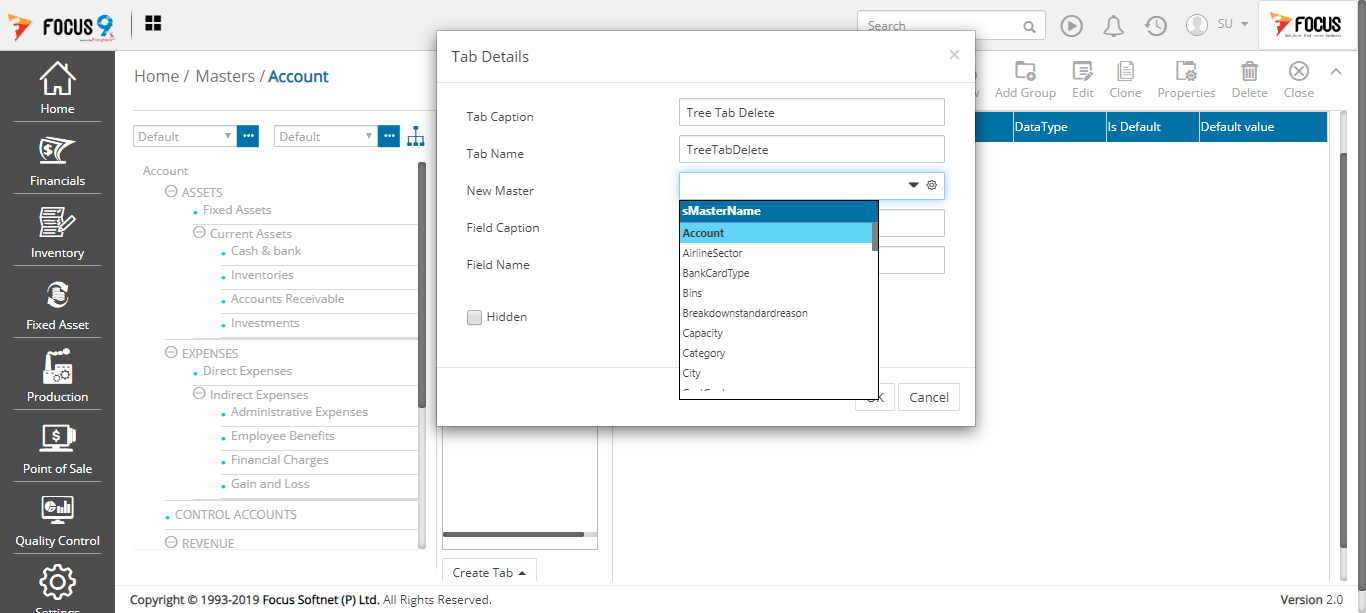 FOCUS 9
Search
SU
FOCUS
Home
Financials
Inventory
Fixed Asset
Production
Point of Sale
Quality Control
Settings
Home / Masters / Account
Add Group
Edit
Clone
Properties
Delete
Close
Default
Default
Account
ASSETS
Fixed Assets
Current Assets
Cash & bank
Inventories
Accounts Receivable
Investments
EXPENSES
Direct Expenses
Indirect Expenses
Administrative Expenses
Employee Benefits
Financial Charges
Gain and Loss
CONTROL ACCOUNTS
REVENUE
DataType
Is Default
Default value
Tab Details
Tab Caption
Tree Tab Delete
Tab Name
TreeTabDelete
New Master
Field Caption
Field Name
Hidden
sMasterName
Account
AirlineSector
BankCardType
Bins
Breakdownstandardreason
Capacity
Category
City
OK
Cancel
Create Tab
Copyright © 1993-2019 Focus Softnet (P) Ltd. All Rights Reserved.
Version 2.0